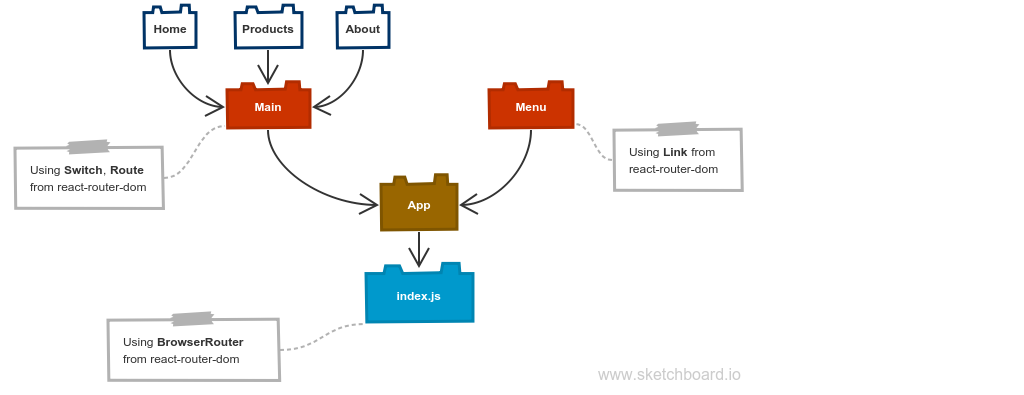 Home
Products
About
Main
Menu
Using Switch, Route
from react-router-dom
Using Link from
react-router-dom
App
index.js
Using BrowserRouter
from react-router-dom
www.sketchboard.io